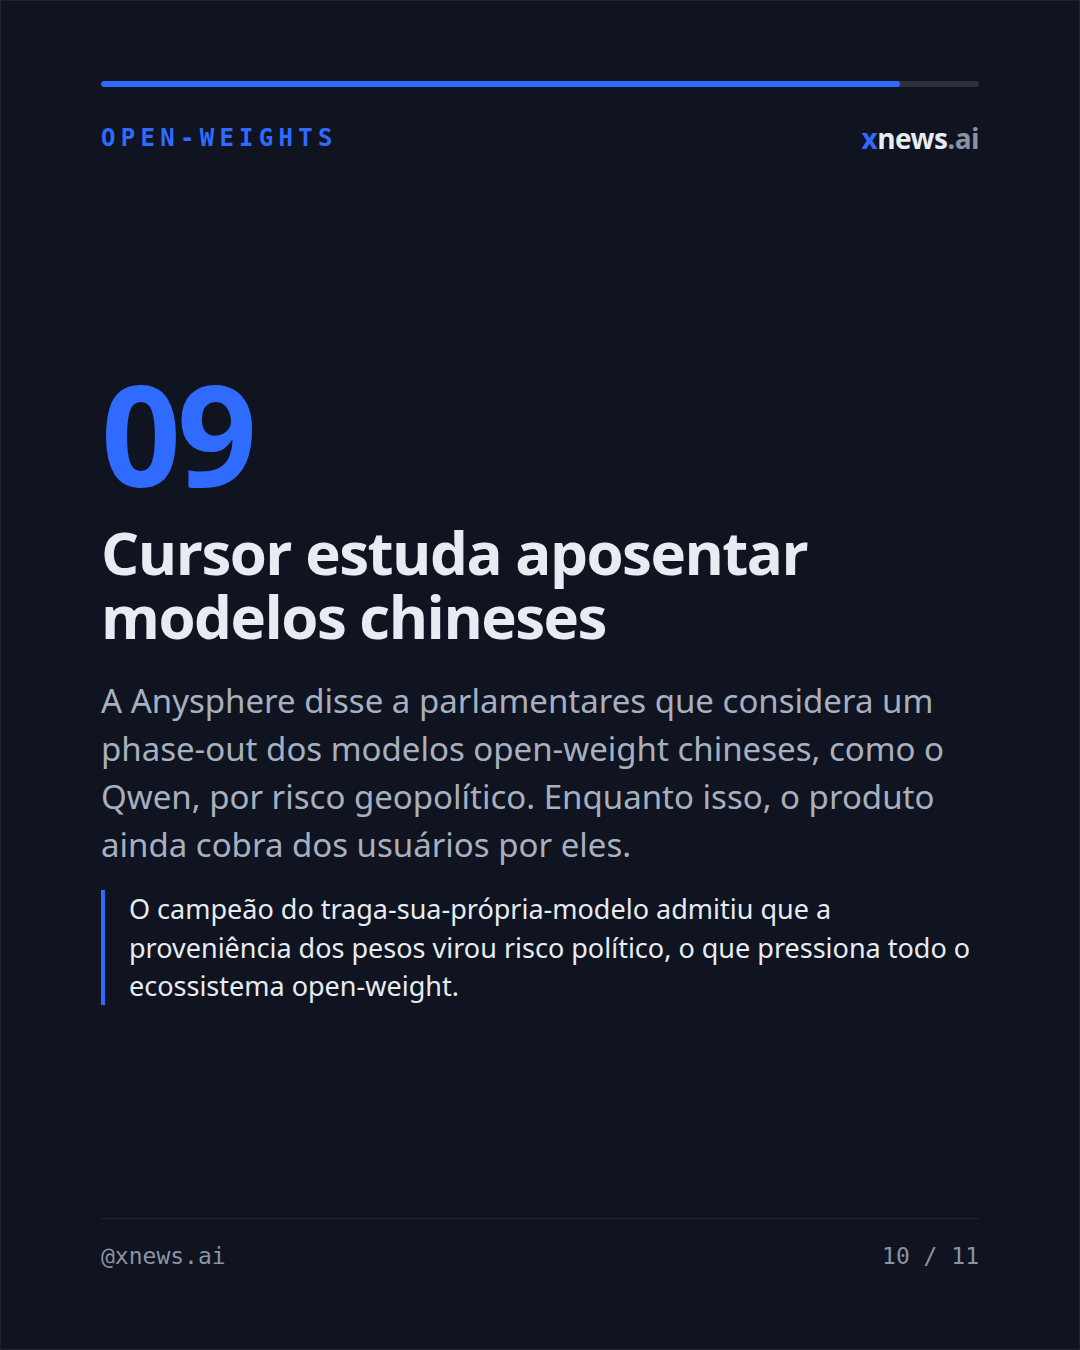 OPEN-WEIGHTS
xnews.ai
09
Cursor estuda aposentar
modelos chineses
A Anysphere disse a parlamentares que considera um
phase-out dos modelos open-weight chineses, como o
Qwen, por risco geopolítico. Enquanto isso, o produto
ainda cobra dos usuários por eles.
O campeão do traga-sua-própria-modelo admitiu que a
proveniência dos pesos virou risco político, o que pressiona todo o
ecossistema open-weight.
@xnews.ai
10 / 11